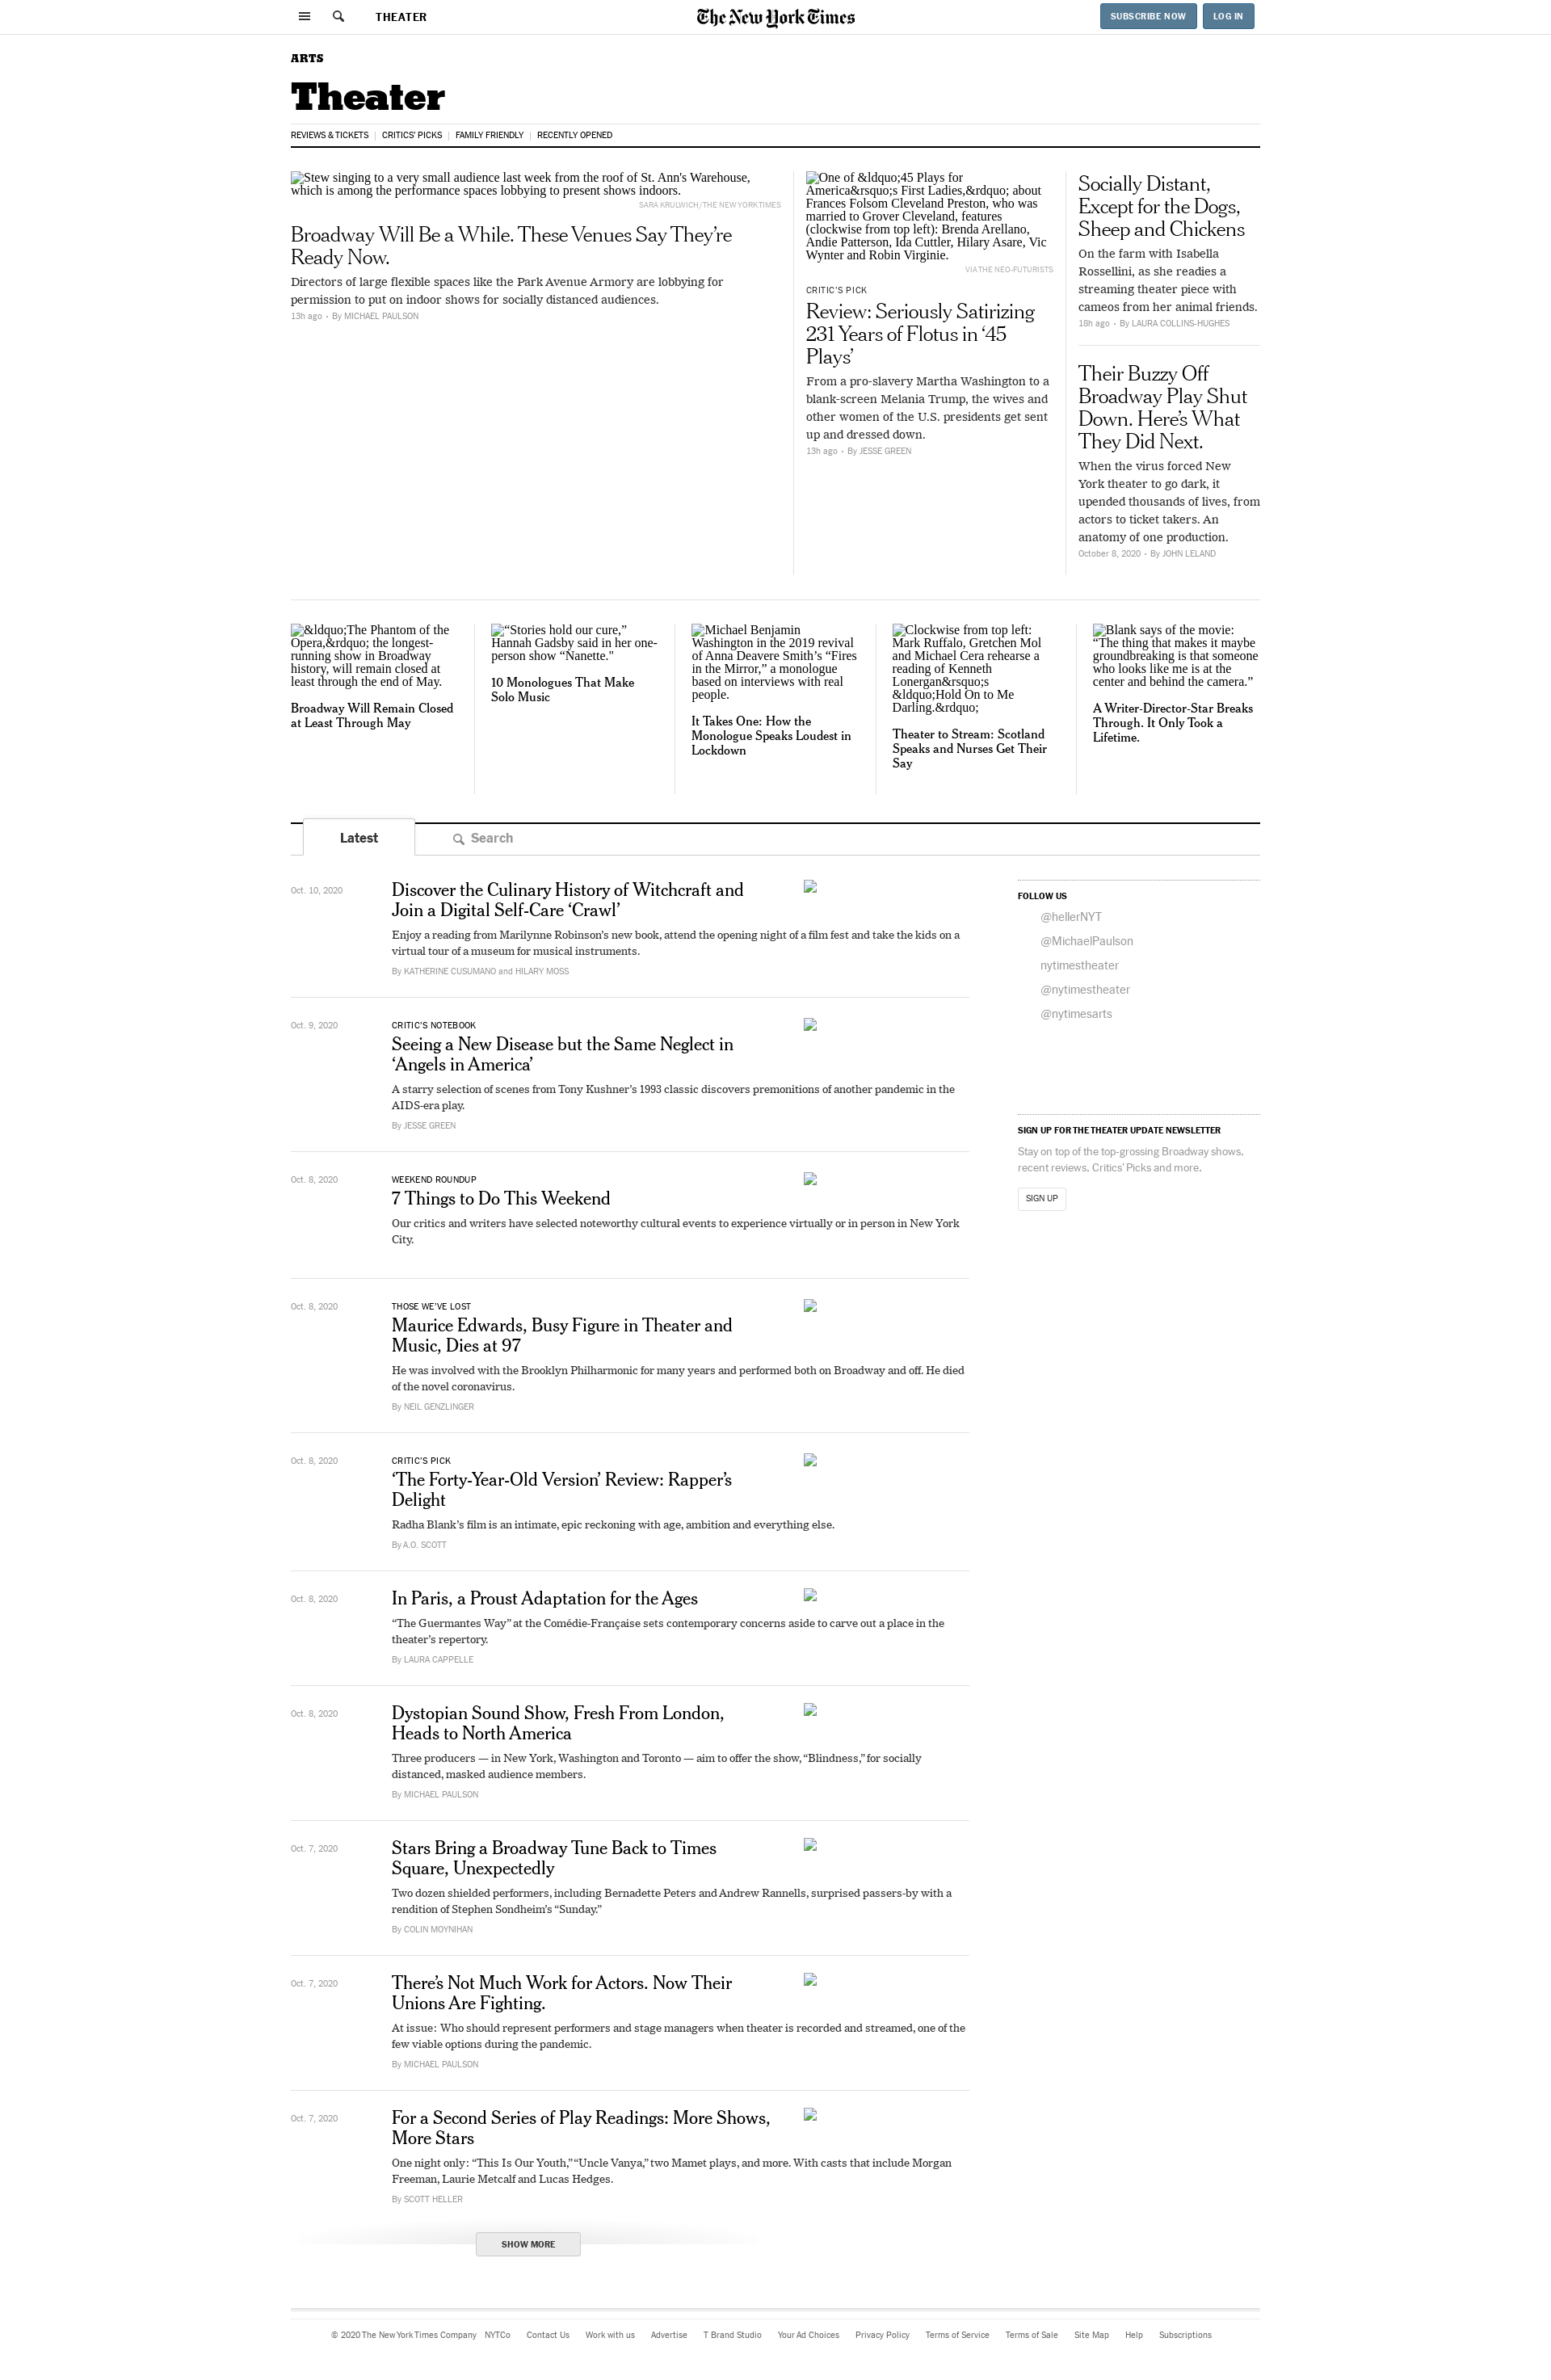 THEATER
The New York Times
SUBSCRIBE NOW
LOG IN
ARTS
Theater
REVIEWS & TICKETS
CRITICS' PICKS
FAMILY FRIENDLY
RECENTLY OPENED
Stew singing to a very small audience last week from the roof of St. Ann's Warehouse,
which is among the performance spaces lobbying to present shows indoors.
SARA KRULWICH/THE NEW YORK TIMES
Broadway Will Be a While. These Venues Say They’re
Ready Now.
Directors of large flexible spaces like the Park Avenue Armory are lobbying for
permission to put on indoor shows for socially distanced audiences.
13h ago • By MICHAEL PAULSON
One of &ldquo;45 Plays for
America&rsquo;s First Ladies,&rdquo; about
Frances Folsom Cleveland Preston, who was
married to Grover Cleveland, features
(clockwise from top left): Brenda Arellano,
Andie Patterson, Ida Cuttler, Hilary Asare, Vic
Wynter and Robin Virginie.
VIA THE NEO-FUTURISTS
CRITIC’S PICK
Review: Seriously Satirizing
231 Years of Flotus in ‘45
Plays’
From a pro-slavery Martha Washington to a
blank-screen Melania Trump, the wives and
other women of the U.S. presidents get sent
up and dressed down.
13h ago • By JESSE GREEN
Socially Distant,
Except for the Dogs,
Sheep and Chickens
On the farm with Isabella
Rossellini, as she readies a
streaming theater piece with
cameos from her animal friends.
18h ago • By LAURA COLLINS-HUGHES
Their Buzzy Off
Broadway Play Shut
Down. Here’s What
They Did Next.
When the virus forced New
York theater to go dark, it
upended thousands of lives, from
actors to ticket takers. An
anatomy of one production.
October 8, 2020 • By JOHN LELAND
&ldquo;The Phantom of the
Opera,&rdquo; the longest-
running show in Broadway
history, will remain closed at
least through the end of May.
Broadway Will Remain Closed
at Least Through May
“Stories hold our cure,”
Hannah Gadsby said in her one-
person show “Nanette."
10 Monologues That Make
Solo Music
Michael Benjamin
Washington in the 2019 revival
of Anna Deavere Smith’s “Fires
in the Mirror,” a monologue
based on interviews with real
people.
It Takes One: How the
Monologue Speaks Loudest in
Lockdown
Clockwise from top left:
Mark Ruffalo, Gretchen Mol
and Michael Cera rehearse a
reading of Kenneth
Lonergan&rsquo;s
&ldquo;Hold On to Me
Darling.&rdquo;
Theater to Stream: Scotland
Speaks and Nurses Get Their
Say
Blank says of the movie:
“The thing that makes it maybe
groundbreaking is that someone
who looks like me is at the
center and behind the camera.”
A Writer-Director-Star Breaks
Through. It Only Took a
Lifetime.
Latest
Search
Oct. 10, 2020
Discover the Culinary History of Witchcraft and
Join a Digital Self-Care ‘Crawl’
Enjoy a reading from Marilynne Robinson’s new book, attend the opening night of a film fest and take the kids on a
virtual tour of a museum for musical instruments.
By KATHERINE CUSUMANO and HILARY MOSS
Oct. 9, 2020
CRITIC’S NOTEBOOK
Seeing a New Disease but the Same Neglect in
‘Angels in America’
A starry selection of scenes from Tony Kushner’s 1993 classic discovers premonitions of another pandemic in the
AIDS-era play.
By JESSE GREEN
Oct. 8, 2020
WEEKEND ROUNDUP
7 Things to Do This Weekend
Our critics and writers have selected noteworthy cultural events to experience virtually or in person in New York
City.
Oct. 8, 2020
THOSE WE’VE LOST
Maurice Edwards, Busy Figure in Theater and
Music, Dies at 97
He was involved with the Brooklyn Philharmonic for many years and performed both on Broadway and off. He died
of the novel coronavirus.
By NEIL GENZLINGER
Oct. 8, 2020
CRITIC’S PICK
‘The Forty-Year-Old Version’ Review: Rapper’s
Delight
Radha Blank’s film is an intimate, epic reckoning with age, ambition and everything else.
By A.O. SCOTT
Oct. 8, 2020
In Paris, a Proust Adaptation for the Ages
“The Guermantes Way” at the Comédie-Française sets contemporary concerns aside to carve out a place in the
theater’s repertory.
By LAURA CAPPELLE
Oct. 8, 2020
Dystopian Sound Show, Fresh From London,
Heads to North America
Three producers — in New York, Washington and Toronto — aim to offer the show, “Blindness,” for socially
distanced, masked audience members.
By MICHAEL PAULSON
Oct. 7, 2020
Stars Bring a Broadway Tune Back to Times
Square, Unexpectedly
Two dozen shielded performers, including Bernadette Peters and Andrew Rannells, surprised passers-by with a
rendition of Stephen Sondheim’s “Sunday.”
By COLIN MOYNIHAN
Oct. 7, 2020
There’s Not Much Work for Actors. Now Their
Unions Are Fighting.
At issue: Who should represent performers and stage managers when theater is recorded and streamed, one of the
few viable options during the pandemic.
By MICHAEL PAULSON
Oct. 7, 2020
For a Second Series of Play Readings: More Shows,
More Stars
One night only: “This Is Our Youth,” “Uncle Vanya,” two Mamet plays, and more. With casts that include Morgan
Freeman, Laurie Metcalf and Lucas Hedges.
By SCOTT HELLER
SHOW MORE
FOLLOW US
@hellerNYT
@MichaelPaulson
nytimestheater
@nytimestheater
@nytimesarts
SIGN UP FOR THE THEATER UPDATE NEWSLETTER
Stay on top of the top-grossing Broadway shows,
recent reviews, Critics’ Picks and more.
SIGN UP
© 2020 The New York Times Company
NYTCo
Contact Us
Work with us
Advertise
T Brand Studio
Your Ad Choices
Privacy Policy
Terms of Service
Terms of Sale
Site Map
Help
Subscriptions